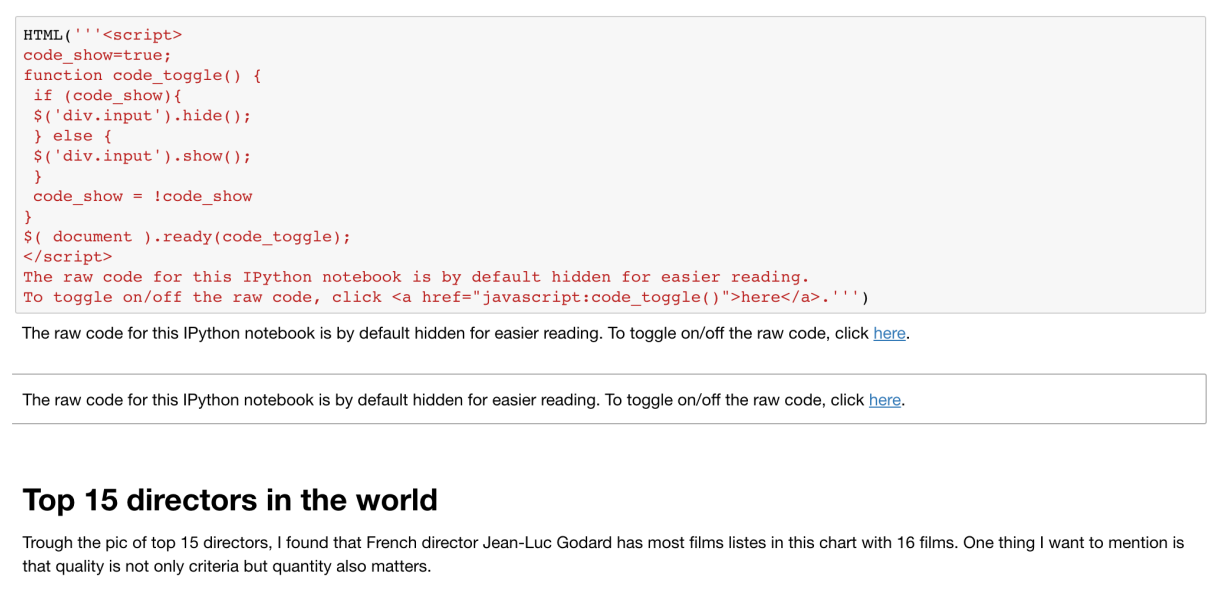 HTML('''<script>
code_show=true;
function code_toggle() {
 if (code_show){
 $('div.input').hide();
 } else {
 $('div.input').show();
 }
 code_show = !code_show
}
$( document ).ready(code_toggle);
</script>
The raw code for this IPython notebook is by default hidden for easier reading.
To toggle on/off the raw code, click <a href="javascript:code_toggle()">here</a>.''')
The raw code for this IPython notebook is by default hidden for easier reading. To toggle on/off the raw code, click here.
The raw code for this IPython notebook is by default hidden for easier reading. To toggle on/off the raw code, click here.
Top 15 directors in the world
Trough the pic of top 15 directors, I found that French director Jean-Luc Godard has most films listes in this chart with 16 films. One thing I want to mention is
that quality is not only criteria but quantity also matters.